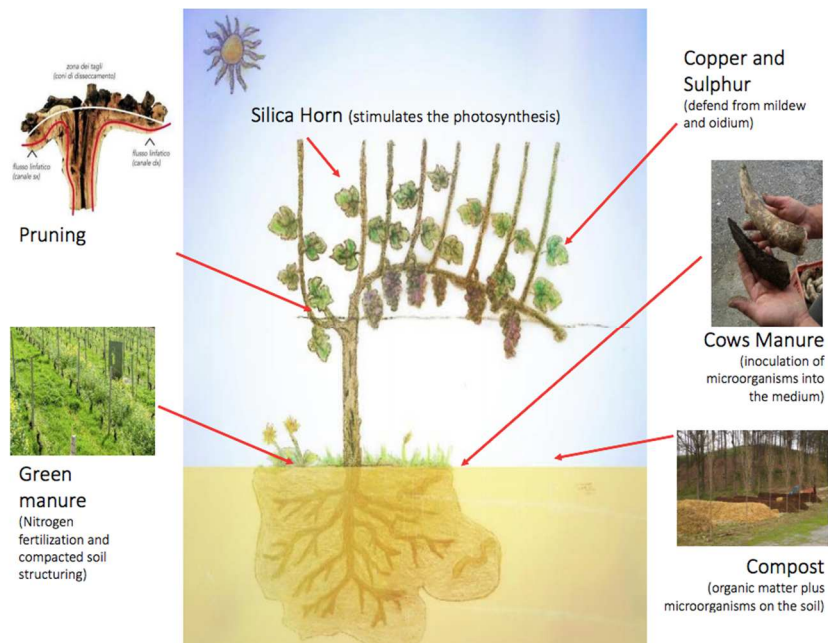 zona dei tagli
(coni di disseccamento)
flusso linfatico
(canale sx)
flusso linfatico
(canale dx)
Pruning
Silica Horn (stimulates the photosynthesis)
Copper and
Sulphur
(defend from mildew
and oidium)
Cows Manure
(inoculation of
microorganisms into
the medium)
Green
manure
(Nitrogen
fertilization and
compacted soil
structuring)
Compost
(organic matter plus
microorganisms on the soil)